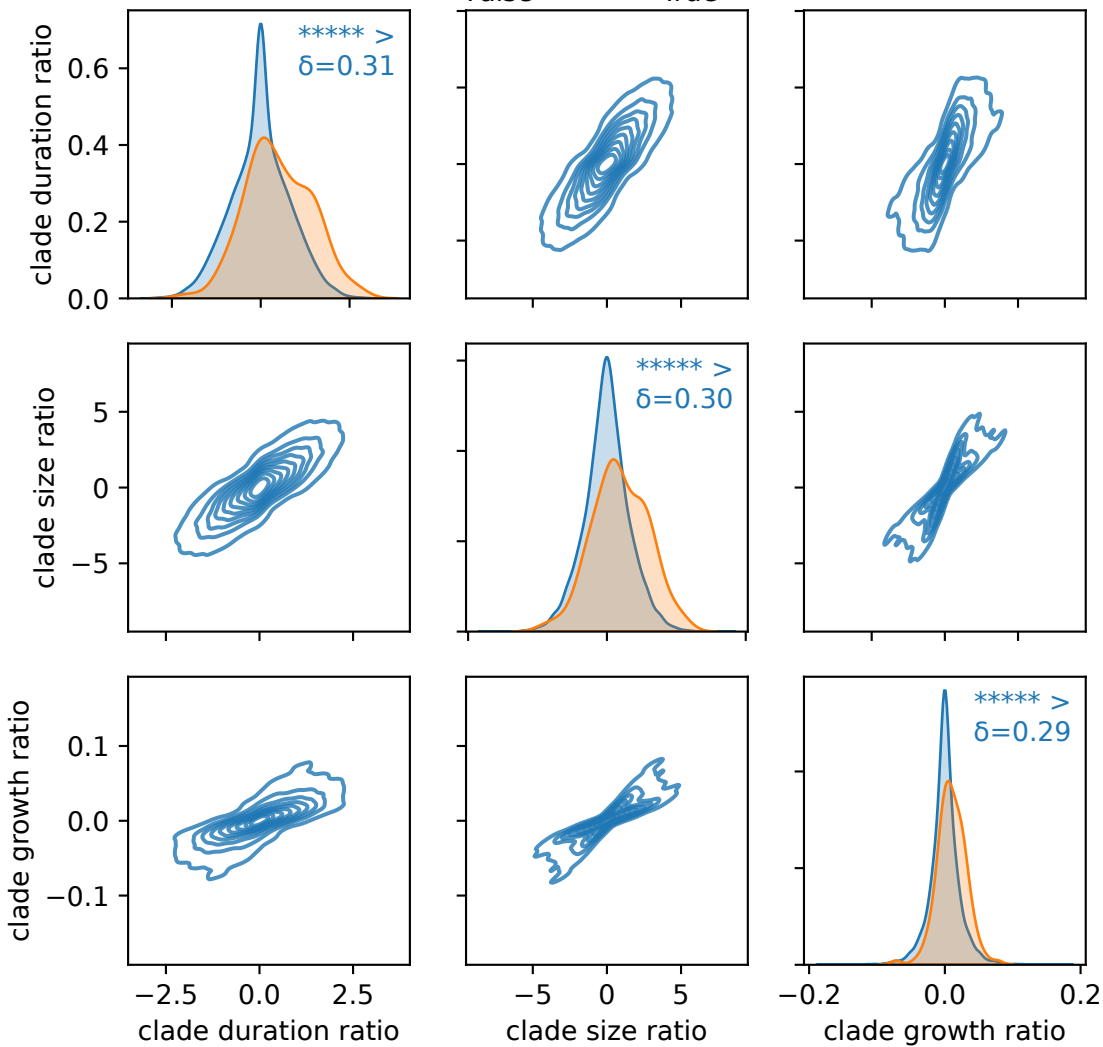 True
clade duration ratio
0.6
0.4
0.2
0.0
***** >
δ=0.31
clade size ratio
5
0
−5
***** >
δ=0.30
clade growth ratio
0.1
0.0
−0.1
***** >
δ=0.29
−2.5 0.0 2.5
−5 0 5
−0.2 0.0 0.2
clade duration ratio
clade size ratio
clade growth ratio